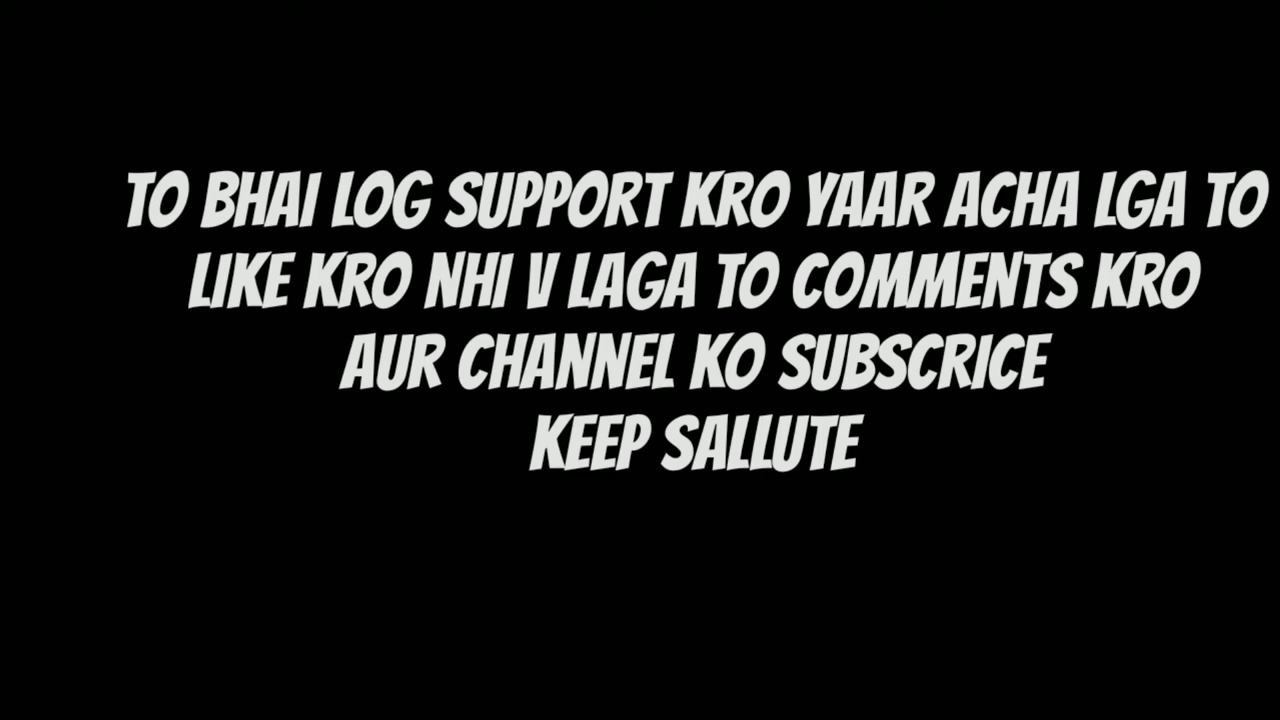 TO BHAI LOG SUPPORT KRO YAAR ACHA LGA TO
LIKE KRO NHI V LAGA TO COMMENTS KRO
AUR CHANNEL KO SUBSCRICE
KEEP SALLUTE